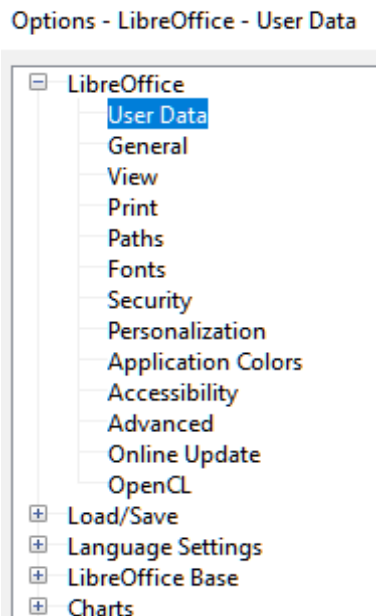 Options - LibreOffice - User Data
LibreOffice
User Data
General
View
Print
Paths
Fonts
Security
Personalization
Application Colors
Accessibility
Advanced
Online Update
OpenCL
Load/Save
Language Settings
LibreOffice Base
Charts